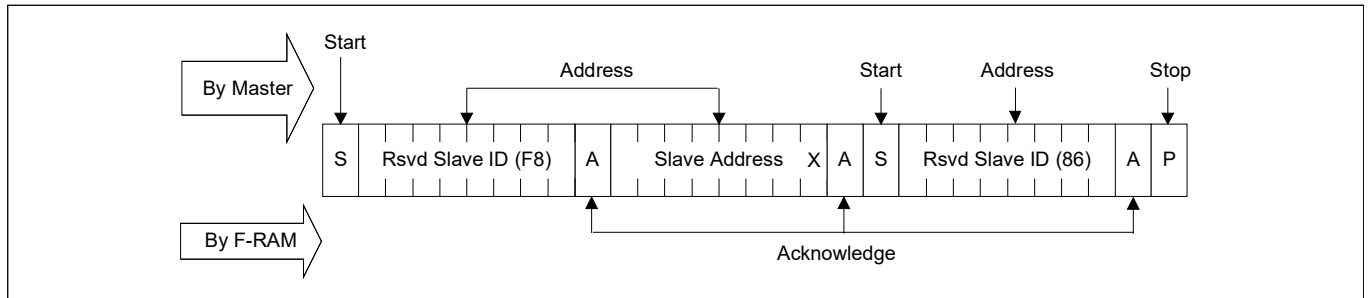 Start
By Master
Address
Start
Address
Stop
S
Rsvd Slave ID (F8)
A
Slave Address
X
A
S
Rsvd Slave ID (86)
A
P
By F-RAM
Acknowledge